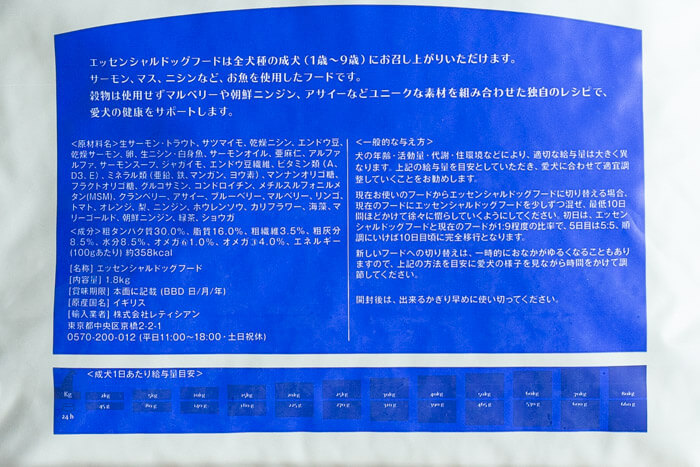 エッセンシャルドッグフードは全犬種の成犬（1歳〜9歳）にお召し上がりいただけます。
サーモン、マス、ニシンなど、お魚を使用したフードです。
穀物は使用せずマルベリーや朝鮮ニンジン、アサイーなどユニークな素材を組み合わせた独自のレシピで、
愛犬の健康をサポートします。
<原材料名>生サーモン・トラウト、サツマイモ、乾燥ニシン、エンドウ豆、
乾燥サーモン、卵、生ニシン・白身魚、サーモンオイル、亜麻仁、アルファル
ファ、サーモンスープ、ジャガイモ、エンドウ豆繊維、ビタミン類（A、
D3、E）、ミネラル類（亜鉛、鉄、マンガン、ヨウ素）、マンナンオリゴ糖、
フラクトオリゴ糖、グルコサミン、コンドロイチン、メチルスルフォニルメ
タン(MSM)、クランベリー、アサイー、ブルーベリー、マルベリー、リンゴ、
トマト、オレンジ、梨、ニンジン、ホウレンソウ、カリフラワー、海藻、マ
リーゴールド、朝鮮ニンジン、緑茶、ショウガ
<成分>粗タンパク質30.0%、脂質16.0%、粗繊維3.5%、粗灰分
8.5%、水分8.5%、オメガ⑥1.0%、オメガ③4.0%、エネルギー
(100gあたり)約358kcal
[名称] エッセンシャルドッグフード
[内容量] 1.8kg
[賞味期限] 本面に記載 (BBD 日/月/年)
[原産国名] イギリス
[輸入業者] 株式会社レティシアン
東京都中央区京橋2-2-1
0570-200-012 (平日11:00〜18:00・土日祝休)
<一般的な与え方>
犬の年齢・活動量・代謝・住環境などにより、適切な給与量は大きく異
なります。上記の給与量を目安としていただき、愛犬に合わせて適宜調
整していくことをお勧めします。
現在お使いのフードからエッセンシャルドッグフードに切り替える場合、
現在のフードにエッセンシャルドッグフードを少しずつ混ぜ、最低10日
間ほどかけて徐々に慣らしていくようにしてください。初日は、エッセン
シャルドッグフードと現在のフードが1:9程度の比率で、5日目は5:5、順
調にいけば10日目頃に完全移行となります。
新しいフードへの切り替えは、一時的におなかがゆるくなることもあり
ますので、上記の方法を目安に愛犬の様子を見ながら時間をかけて調
節してください。
開封後は、出来るかぎり早めに使い切ってください。
<成犬1日あたり給与量目安>
Kg 2kg 5kg 10kg 15kg 20kg 25kg 30kg 40kg 50kg 60kg 70kg 80kg
24h 45g 80g 140g 180g 225g 270g 310g 390g 465g 530g 600g 660g